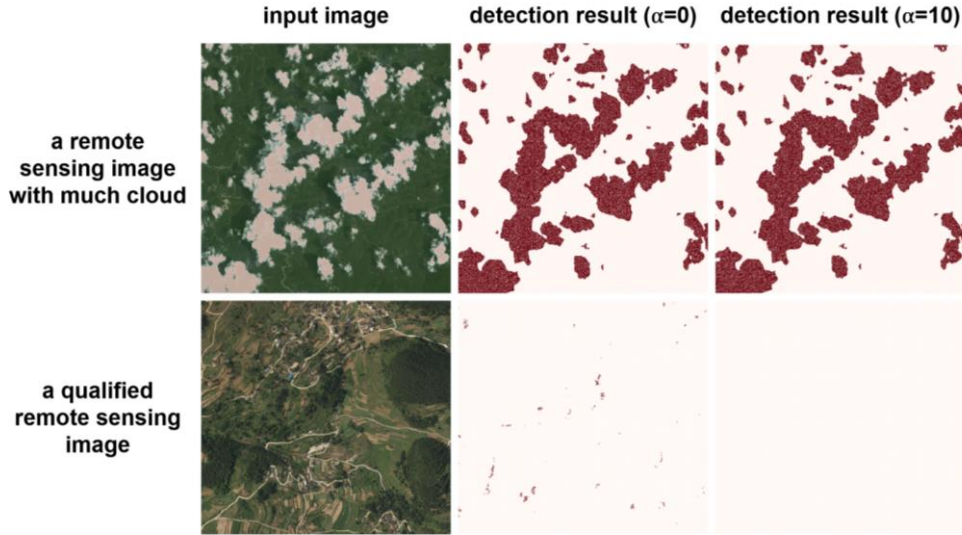 input image
detection result (α=0)
detection result (α=10)
a remote
sensing image
with much cloud
a qualified
remote sensing
image